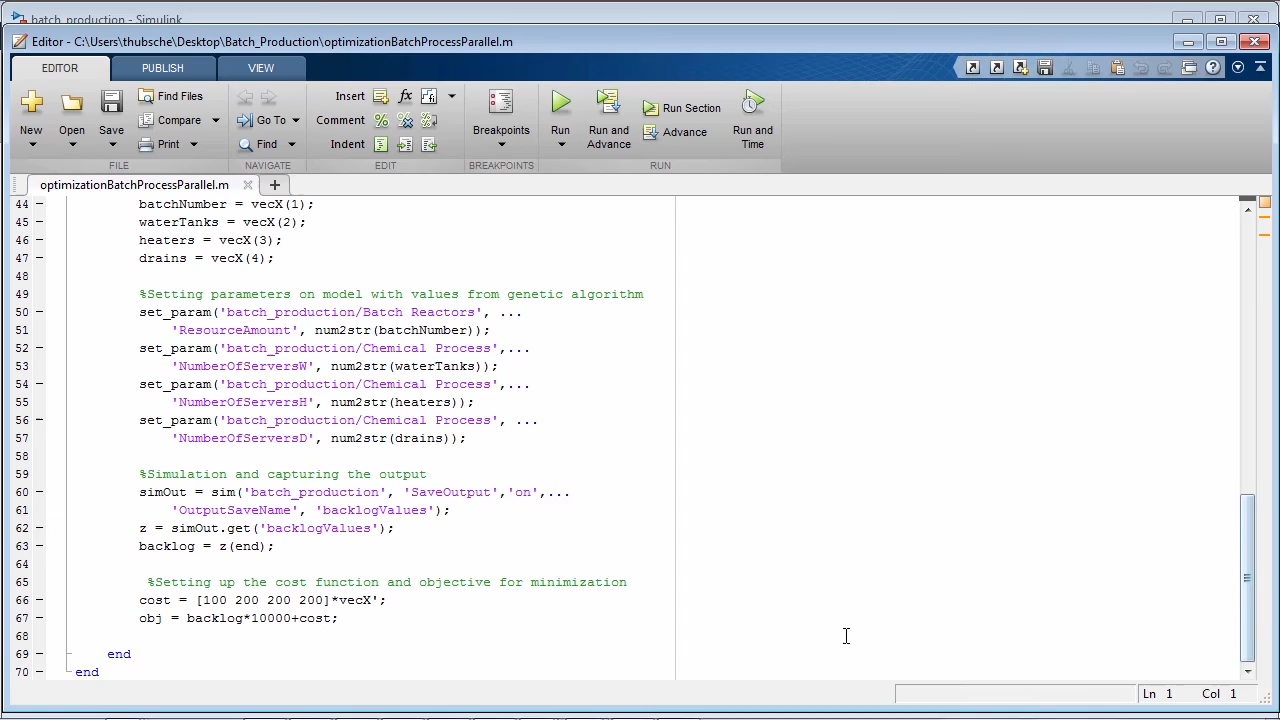 batch_production - Simulink
Editor - C:\Users\thubsche\Desktop\Batch_Production\optimizationBatchProcessParallel.m
EDITOR PUBLISH VIEW
New Open Save Find Files Compare Print
FILE
Go To Find
NAVIGATE
Insert fx
Comment % %
Indent
EDIT
Breakpoints
BREAKPOINTS
Run Run and Advance Run Section Advance Run and Time
RUN
optimizationBatchProcessParallel.m
44 - batchNumber = vecX(1);
45 - waterTanks = vecX(2);
46 - heaters = vecX(3);
47 - drains = vecX(4);
48
49 %Setting parameters on model with values from genetic algorithm
50 - set_param('batch_production/Batch Reactors', ...
51 'ResourceAmount', num2str(batchNumber));
52 - set_param('batch_production/Chemical Process',...
53 'NumberOfServersW', num2str(waterTanks));
54 - set_param('batch_production/Chemical Process',...
55 - 'NumberOfServersH', num2str(heaters));
56 - set_param('batch_production/Chemical Process', ...
57 - 'NumberOfServersD', num2str(drains));
58
59 %Simulation and capturing the output
60 - simOut = sim('batch_production', 'SaveOutput','on',...
61 - 'OutputSaveName', 'backlogValues');
62 - z = simOut.get('backlogValues');
63 - backlog = z(end);
64
65 %Setting up the cost function and objective for minimization
66 - cost = [100 200 200 200]*vecX';
67 - obj = backlog*10000+cost;
68
69 - end
70 - end
Ln 1 Col 1